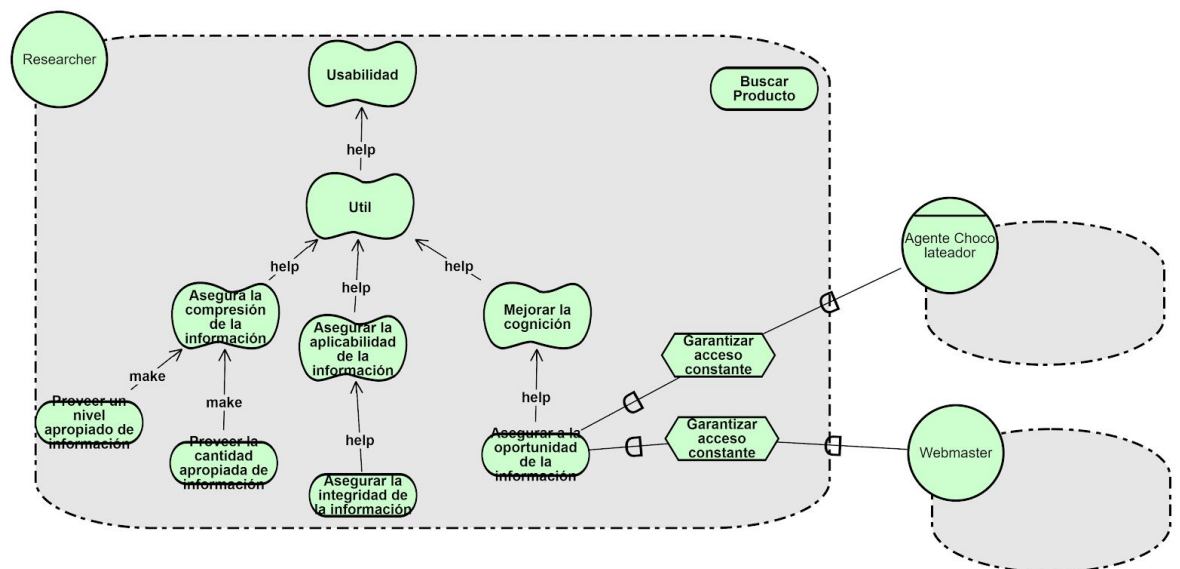 Researcher
Usabilidad
Buscar
Producto
help
Util
help
help
help
Agente Choco
lateador
Asegura la
compresión
de la
información
Asegurar la
aplicabilidad
de la
información
Mejorar la
cognición
Garantizar
acceso
constante
make
make
help
help
Proveer un
nivel
apropiado de
información
Proveer la
cantidad
apropiada de
información
Asegurar la
integridad de
la información
Asegurar a la
oportunidad
de la
información
Garantizar
acceso
constante
Webmaster